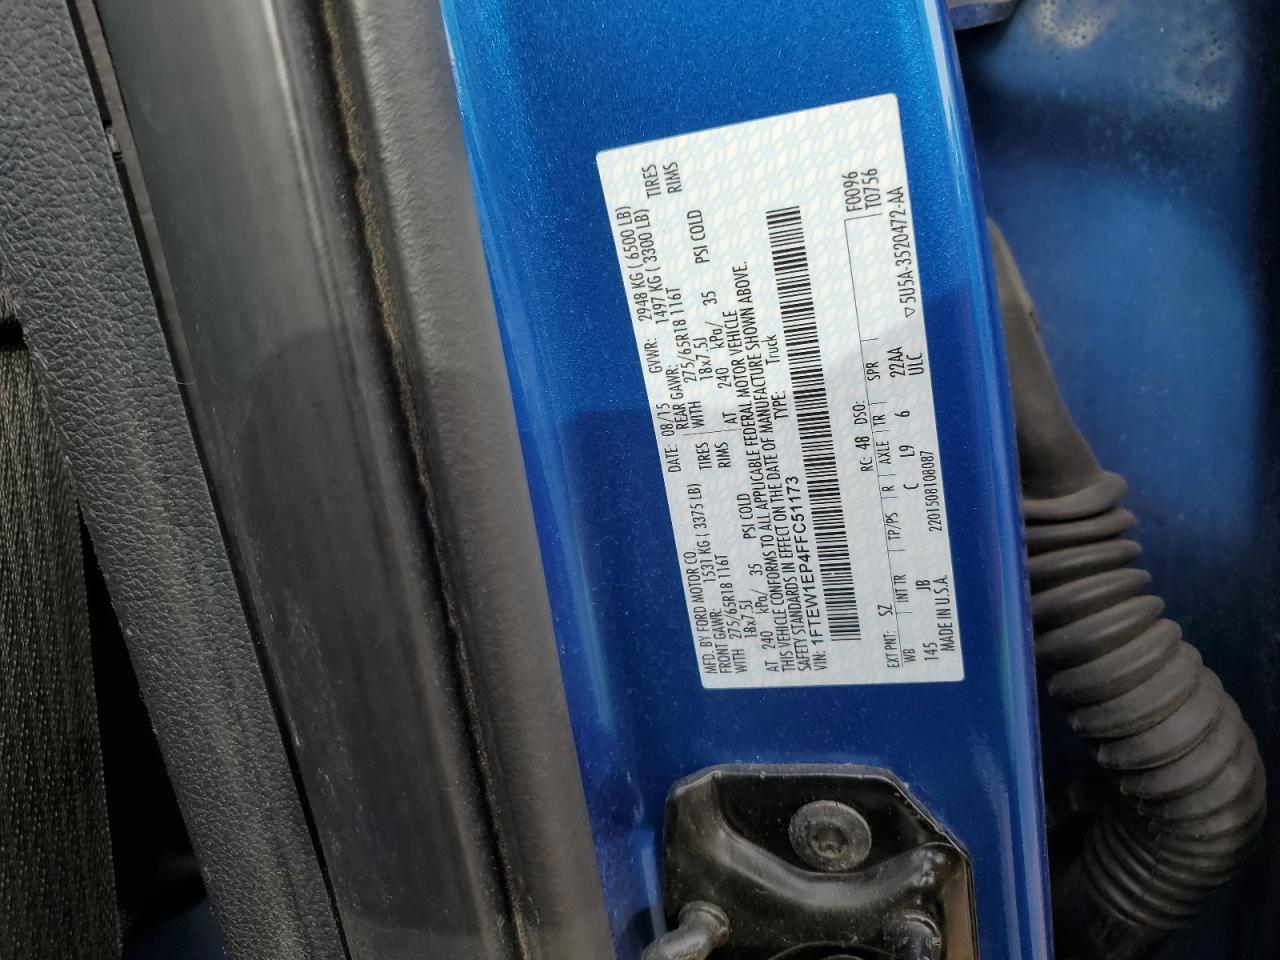 MFD. BY FORD MOTOR CO. DATE: 08/15 GVWR: 2948 KG ( 6500 LB)
FRONT GAWR: 1531 KG ( 3375 LB) REAR GAWR: 1497 KG ( 3300 LB)
WITH 275/65R18 116T TIRES WITH 275/65R18 116T TIRES
18x7.5J RIMS 18x7.5J RIMS
AT 240 kPa/ 35 PSI COLD AT 240 kPa/ 35 PSI COLD
THIS VEHICLE CONFORMS TO ALL APPLICABLE FEDERAL MOTOR VEHICLE
SAFETY STANDARDS IN EFFECT ON THE DATE OF MANUFACTURE SHOWN ABOVE.
VIN: 1FTEW1EP4FFC51173 TYPE: Truck
F0096
EXT PNT: SZ RC: 48 DSO: T0756
WB INT TR TP/PS R AXLE TR SPR
145 JB C L9 6 22AA
MADE IN U.S.A. 2201508108087 ULC ▽5U5A-3520472-AA